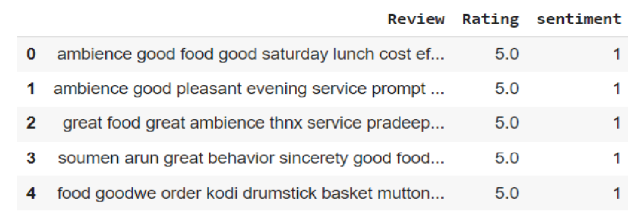 Review Rating sentiment
0 ambience good food good saturday lunch cost ef... 5.0 1
1 ambience good pleasant evening service prompt ... 5.0 1
2 great food great ambience thnx service pradeep... 5.0 1
3 soumen arun great behavior sincerety good food... 5.0 1
4 food goodwe order kodi drumstick basket mutton... 5.0 1